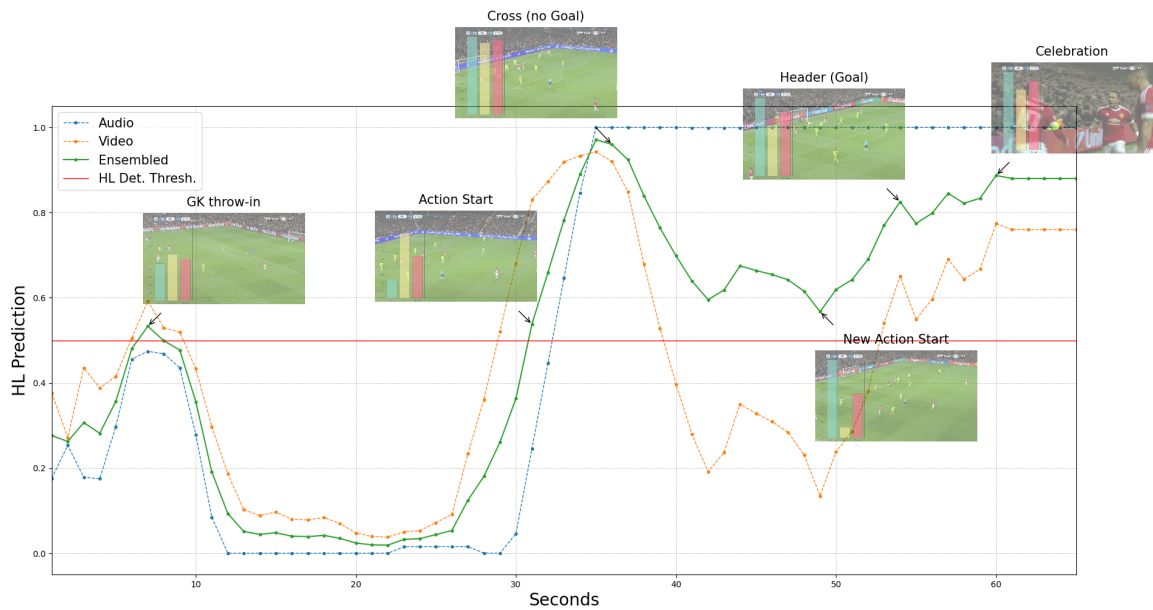 Cross (no Goal)
Celebration
Header (Goal)
Audio
Video
Ensembled
HL Det. Thresh.
GK throw-in
Action Start
New Action Start
HL Prediction
1.0
0.8
0.6
0.4
0.2
0.0
10
20
30
40
50
60
Seconds